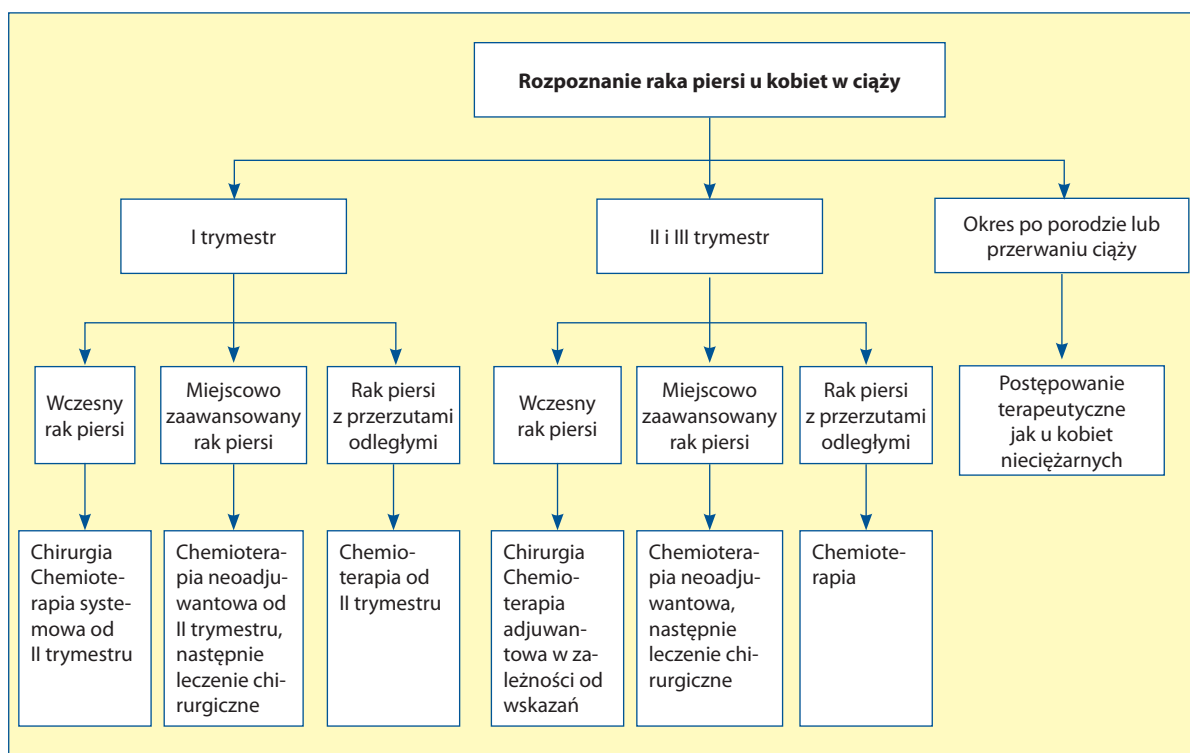 Rozpoznanie raka piersi u kobiet w ciąży
I trymestr
II i III trymestr
Okres po porodzie lub
przerwaniu ciąży
Wczesny
rak piersi
Miejscowo
zaawansowany
rak piersi
Rak piersi
z przerzutami
odległymi
Wczesny
rak piersi
Miejscowo
zaawansowany
rak piersi
Rak piersi
z przerzutami
odległymi
Postępowanie
terapeutyczne
jak u kobiet
nieciężarnych
Chirurgia
Chemiote-
rapia syste-
mowa od
II trymestru
Chemiotera-
pia neoadju-
wantowa od
II trymestru,
następnie
leczenie chi-
rurgiczne
Chemio-
terapia od
II trymestru
Chirurgia
Chemio-
terapia
adjuwan-
towa w za-
leżności od
wskazań
Chemiotera-
pia neoadju-
wantowa,
następnie
leczenie chi-
rurgiczne
Chemiote-
rapia